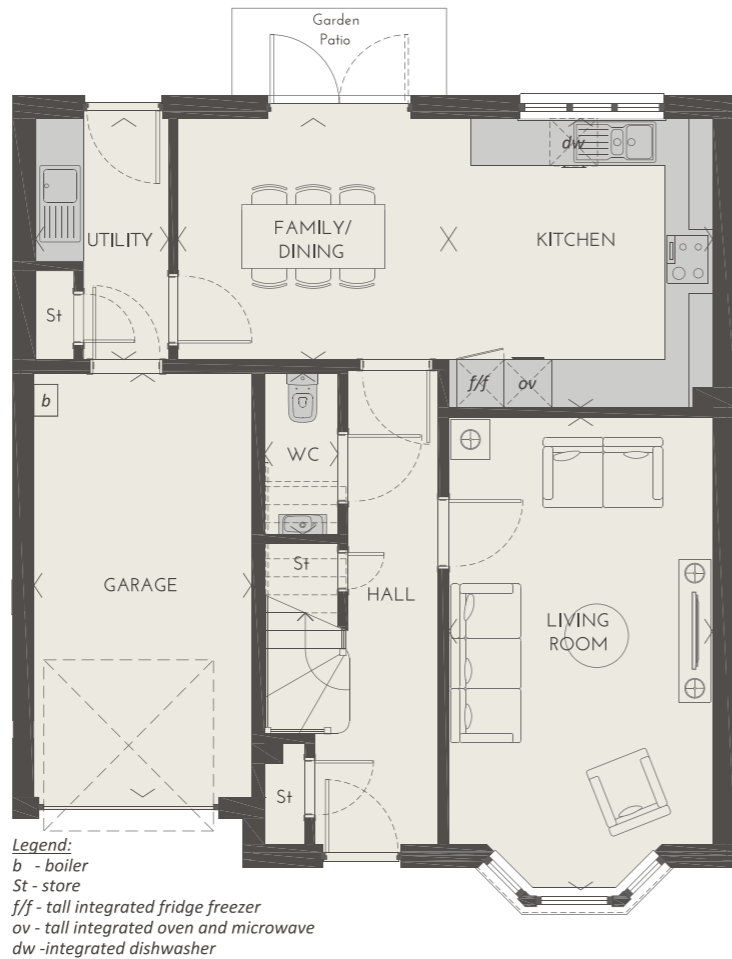 Garden
Patio
dw
UTILITY
FAMILY/
DINING
KITCHEN
St
f/f
ov
b
WC
St
GARAGE
HALL
LIVING
ROOM
St
Legend:
b - boiler
St - store
f/f - tall integrated fridge freezer
ov - tall integrated oven and microwave
dw -integrated dishwasher